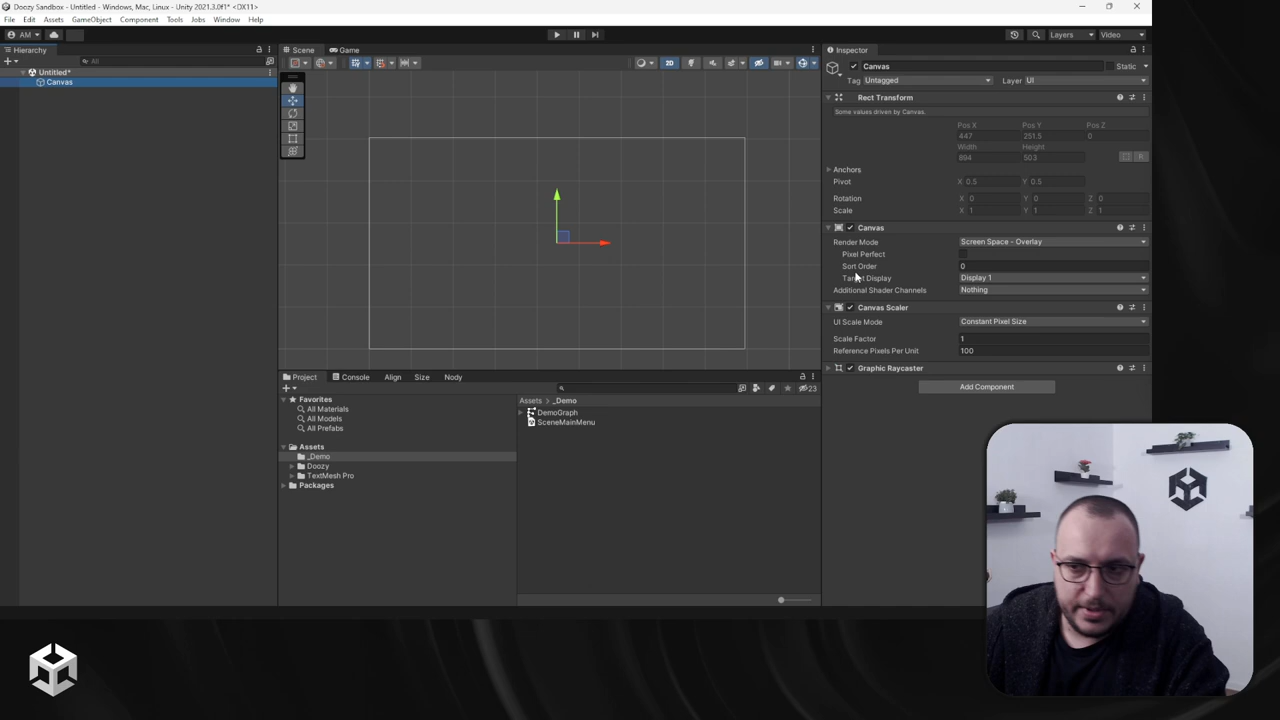 Doozy Sandbox - Untitled - Windows, Mac, Linux - Unity 2021.3.0f1* <DX11>
File Edit Assets GameObject Component Tools Jobs Window Help
AM Layers Video
Hierarchy Scene Game Inspector
All
Untitled*
Canvas
2D
Canvas Static
Tag Untagged Layer UI
Rect Transform
Some values driven by Canvas.
Pos X Pos Y Pos Z
447 251.5 0
Width Height
894 503
R
Anchors
Pivot X 0.5 Y 0.5
Rotation X 0 Y 0 Z 0
Scale X 1 Y 1 Z 1
Canvas
Render Mode Screen Space - Overlay
Pixel Perfect
Sort Order 0
Target Display Display 1
Additional Shader Channels Nothing
Canvas Scaler
UI Scale Mode Constant Pixel Size
Scale Factor 1
Reference Pixels Per Unit 100
Graphic Raycaster
Add Component
Project Console Align Size Nody
23
Favorites
All Materials
All Models
All Prefabs
Assets
_Demo
Doozy
TextMesh Pro
Packages
Assets > _Demo
DemoGraph
SceneMainMenu